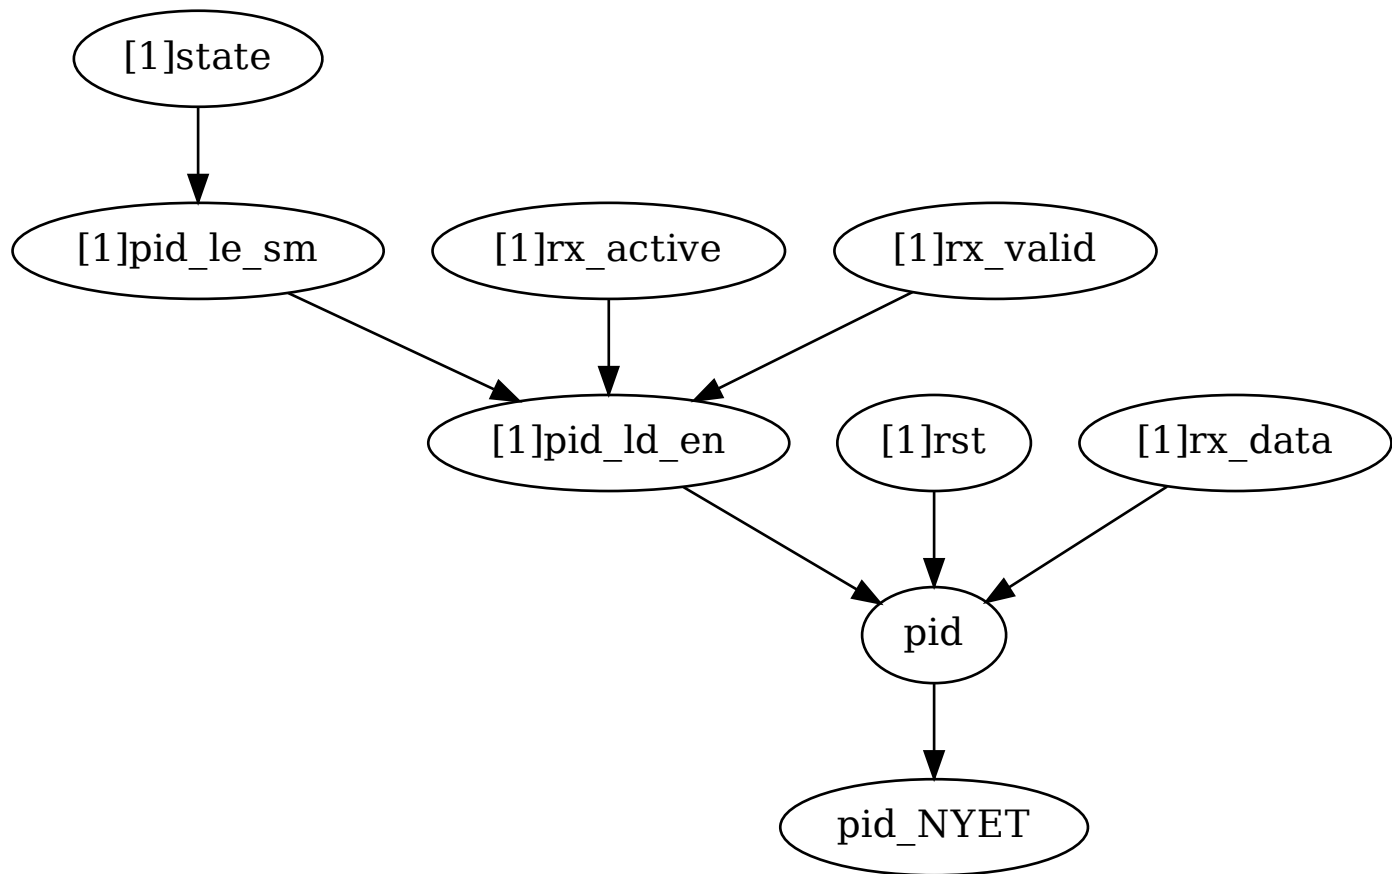 [1]state
[1]pid_le_sm
[1]rx_active
[1]rx_valid
[1]pid_ld_en
[1]rst
[1]rx_data
pid
pid_NYET